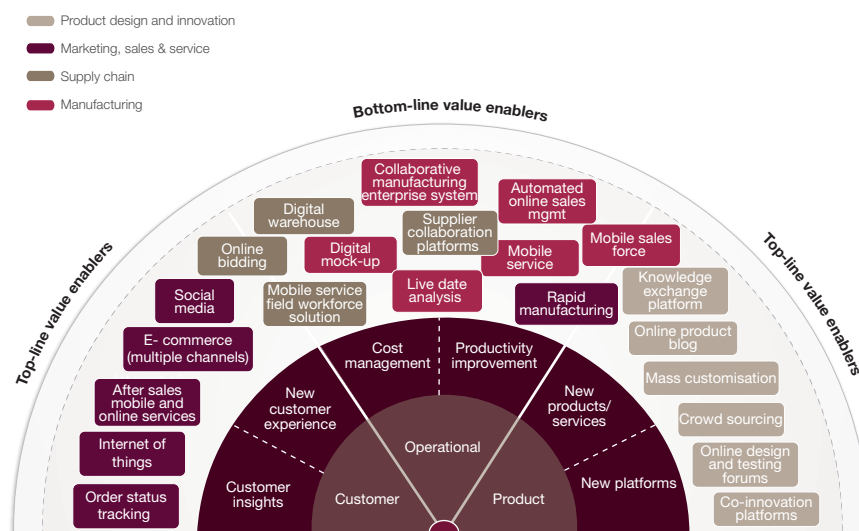 Product design and innovation
Marketing, sales & service
Supply chain
Manufacturing
Bottom-line value enablers
Top-line value enablers
Top-line value enablers
Collaborative
manufacturing
enterprise system
Automated
online sales
mgmt
Digital
warehouse
Supplier
collaboration
platforms
Mobile sales
force
Online
bidding
Digital
mock-up
Mobile
service
Knowledge
exchange
platform
Social
media
Mobile service
field workforce
solution
Live date
analysis
Rapid
manufacturing
Online product
blog
E- commerce
(multiple channels)
Cost
management
Productivity
improvement
Mass customisation
After sales
mobile and
online services
New
customer
experience
New
products/
services
Crowd sourcing
Internet of
things
Operational
Online design
and testing
forums
Order status
tracking
Customer
insights
Customer
Product
New platforms
Co-innovation
platforms